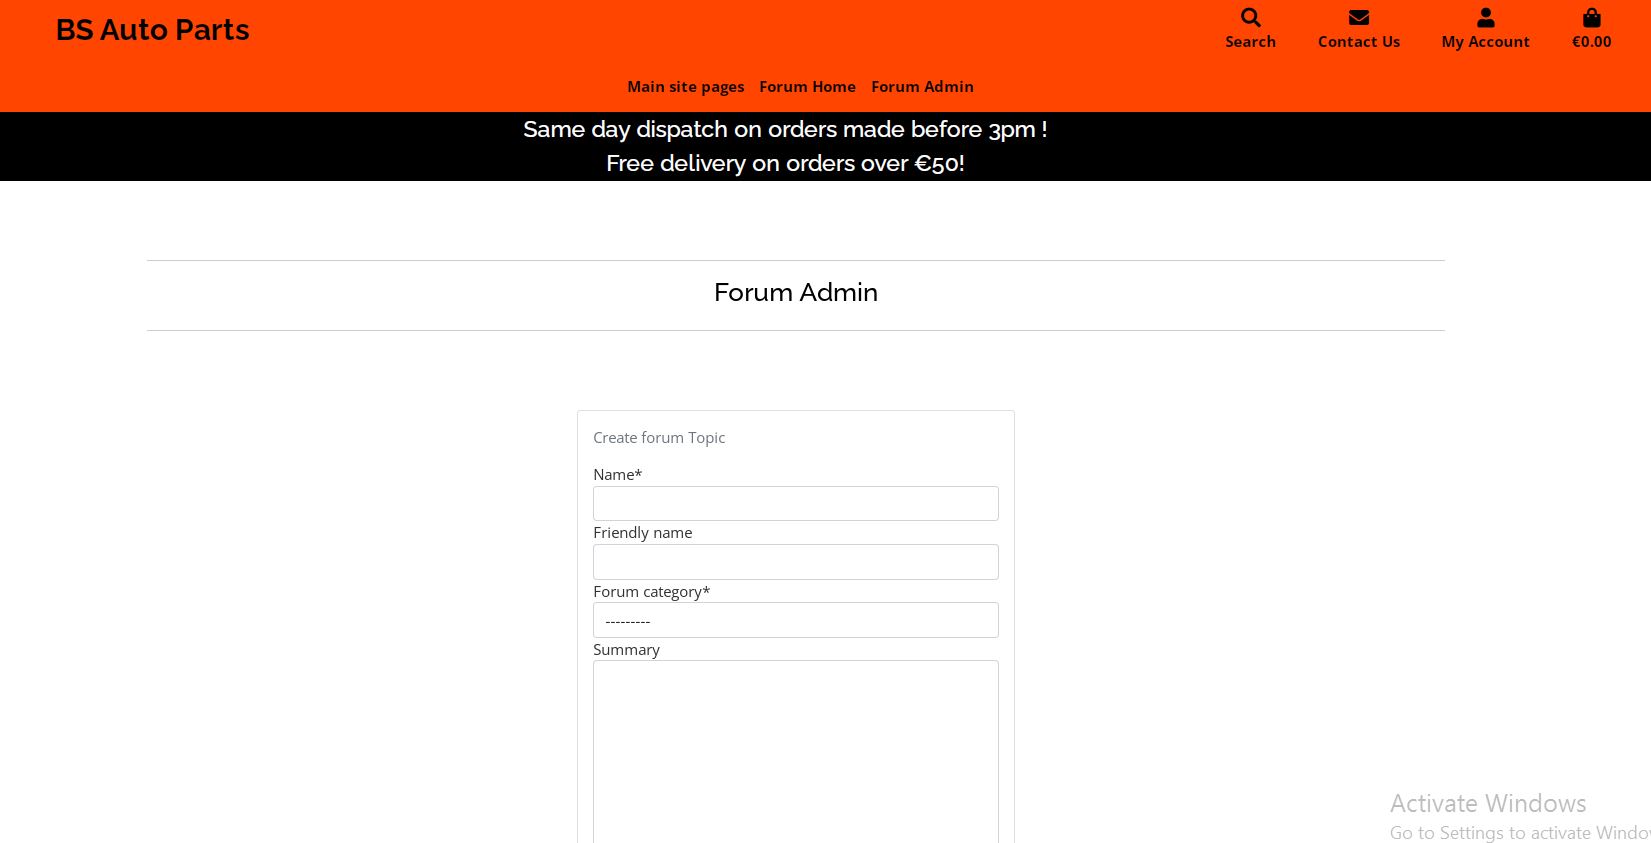 BS Auto Parts
Search
Contact Us
My Account
€0.00
Main site pages Forum Home Forum Admin
Same day dispatch on orders made before 3pm !
Free delivery on orders over €50!
Forum Admin
Create forum Topic
Name*
Friendly name
Forum category*
---------
Summary
Activate Windows
Go to Settings to activate Windo